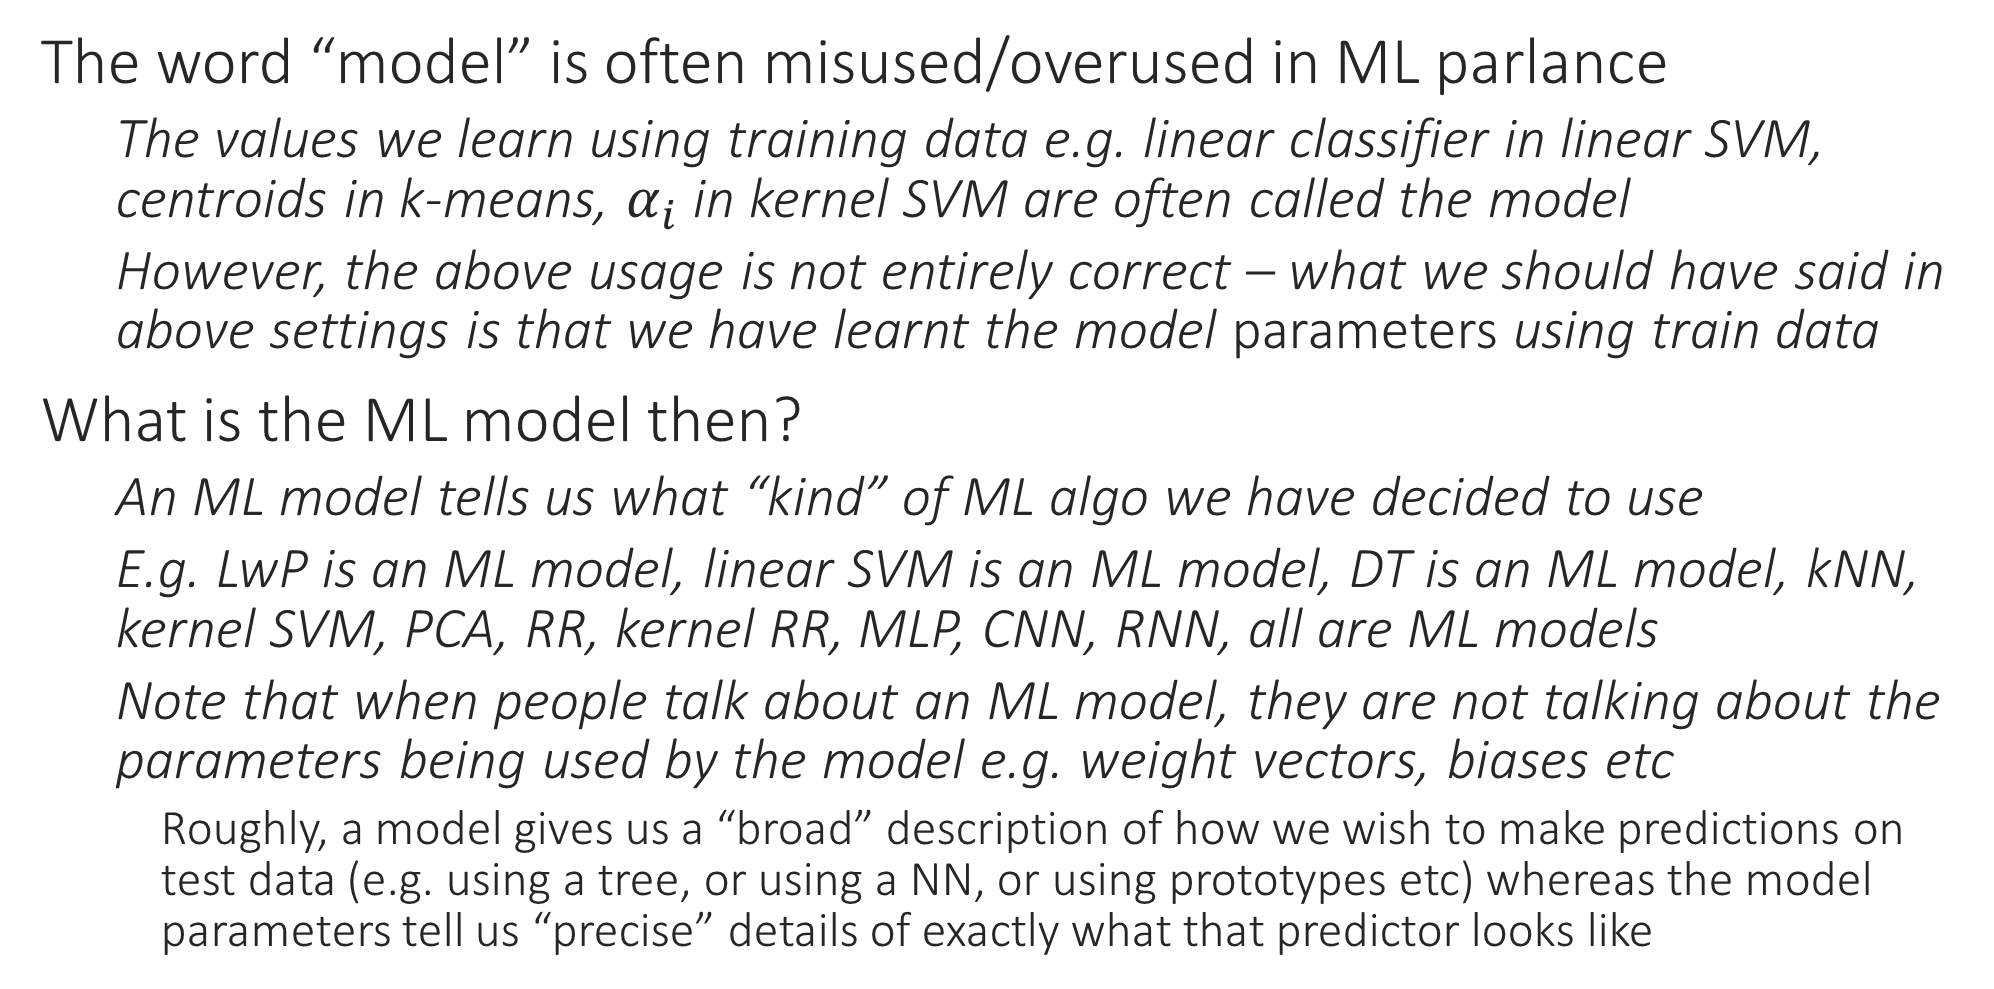 The word “model” is often misused/overused in ML parlance
The values we learn using training data e.g. linear classifier in linear SVM,
centroids in k-means, αᵢ in kernel SVM are often called the model
However, the above usage is not entirely correct – what we should have said in
above settings is that we have learnt the model parameters using train data
What is the ML model then?
An ML model tells us what “kind” of ML algo we have decided to use
E.g. LwP is an ML model, linear SVM is an ML model, DT is an ML model, kNN,
kernel SVM, PCA, RR, kernel RR, MLP, CNN, RNN, all are ML models
Note that when people talk about an ML model, they are not talking about the
parameters being used by the model e.g. weight vectors, biases etc
Roughly, a model gives us a “broad” description of how we wish to make predictions on
test data (e.g. using a tree, or using a NN, or using prototypes etc) whereas the model
parameters tell us “precise” details of exactly what that predictor looks like